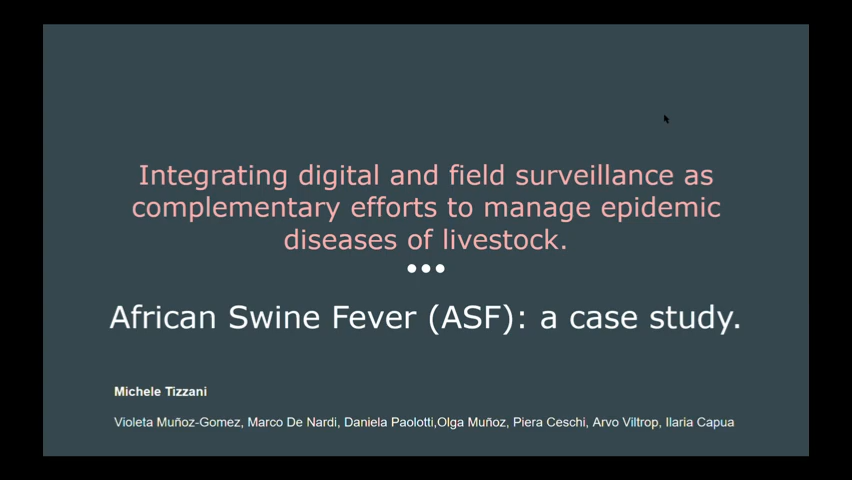 Integrating digital and field surveillance as
complementary efforts to manage epidemic
diseases of livestock.
African Swine Fever (ASF): a case study.
Michele Tizzani
Violeta Muñoz-Gomez, Marco De Nardi, Daniela Paolotti,Olga Muñoz, Piera Ceschi, Arvo Viltrop, Ilaria Capua